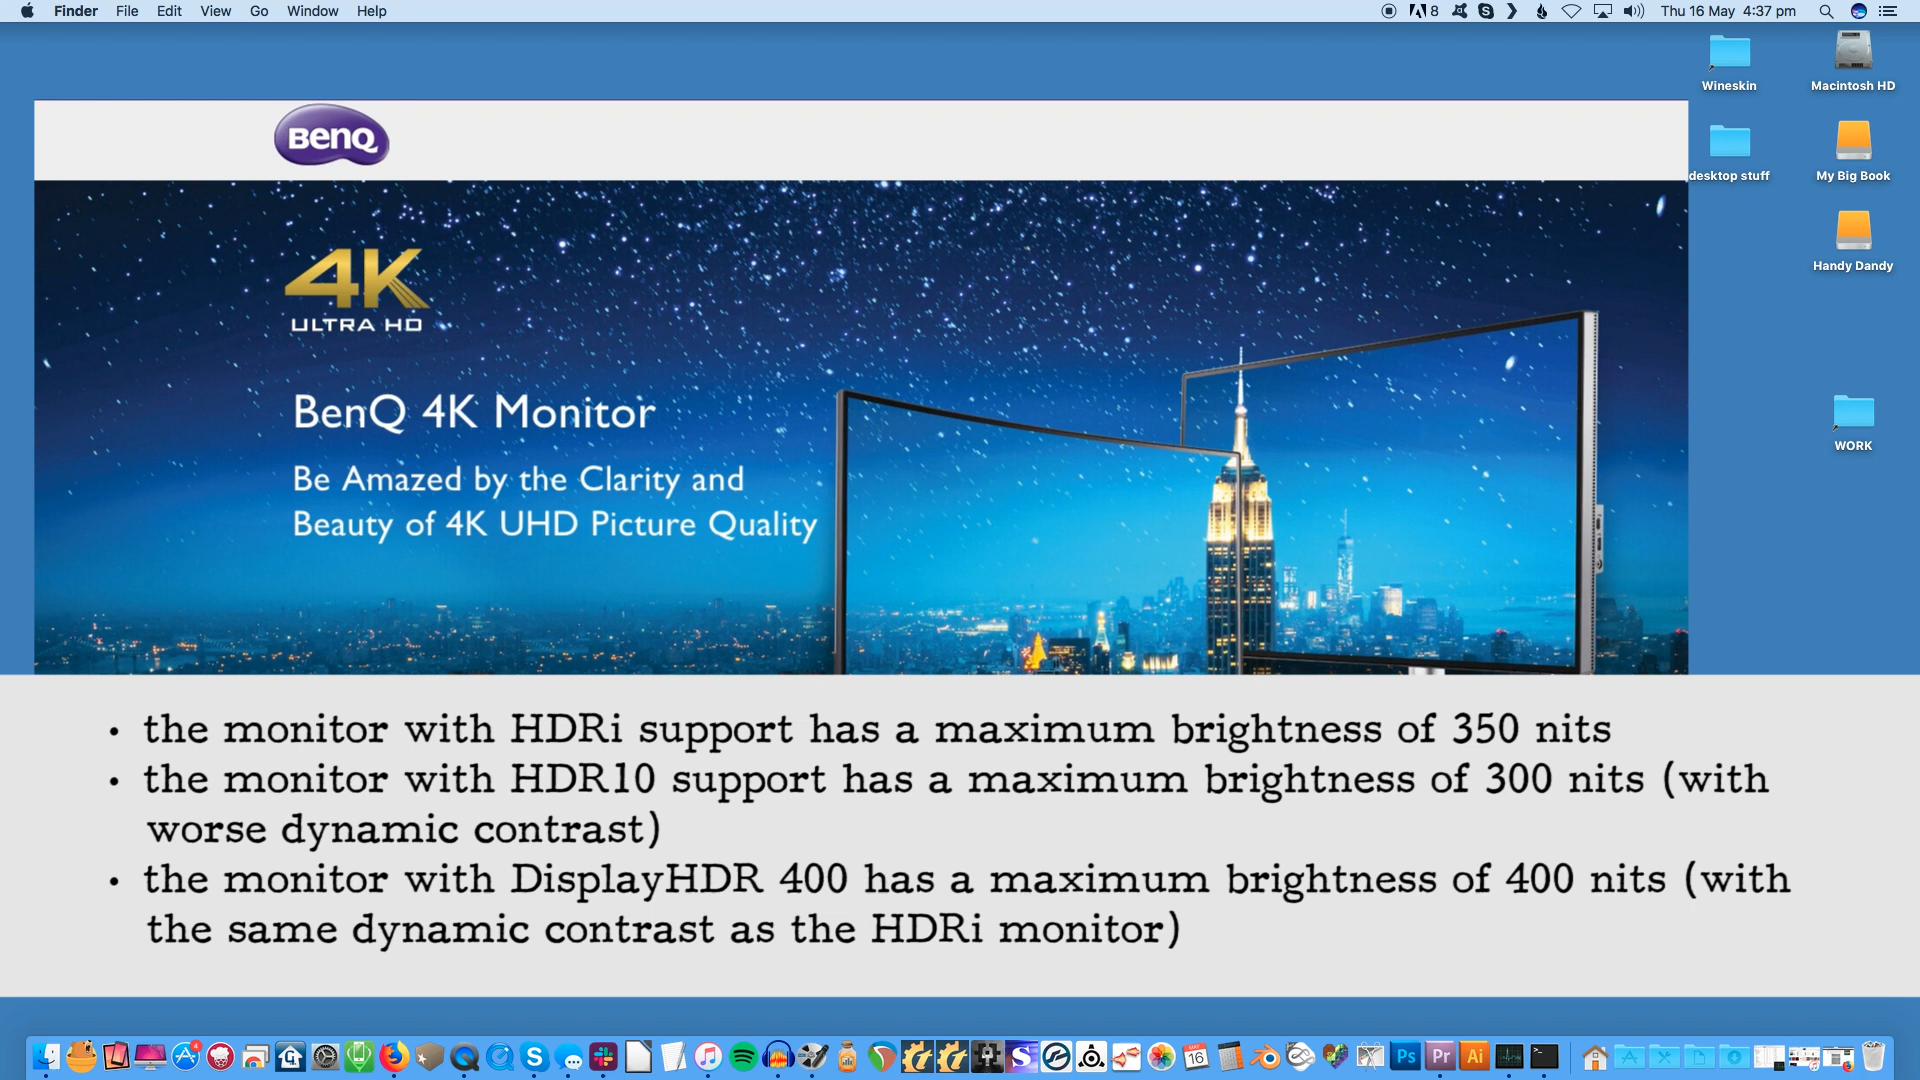 Finder File Edit View Go Window Help
8 Thu 16 May 4:37 pm
Wineskin Macintosh HD
desktop stuff My Big Book
Handy Dandy
WORK
BenQ
4K
ULTRA HD
BenQ 4K Monitor
Be Amazed by the Clarity and
Beauty of 4K UHD Picture Quality
• the monitor with HDRi support has a maximum brightness of 350 nits
• the monitor with HDR10 support has a maximum brightness of 300 nits (with
worse dynamic contrast)
• the monitor with DisplayHDR 400 has a maximum brightness of 400 nits (with
the same dynamic contrast as the HDRi monitor)
4
16
Ps Pr Ai